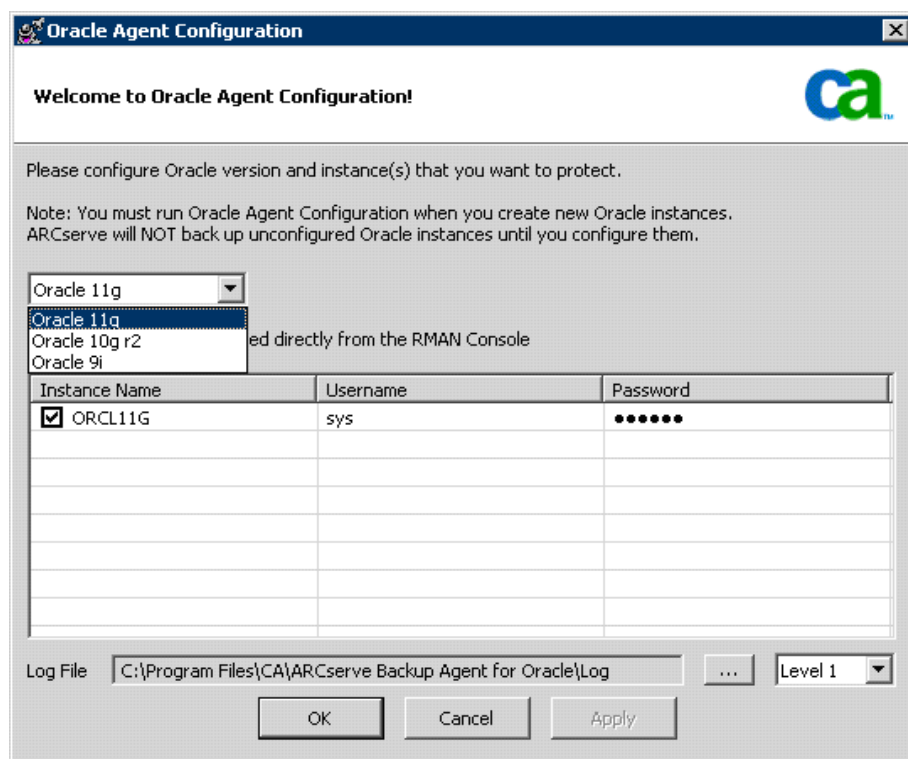 Oracle Agent Configuration
Welcome to Oracle Agent Configuration!
ca
TM
Please configure Oracle version and instance(s) that you want to protect.
Note: You must run Oracle Agent Configuration when you create new Oracle instances.
ARCserve will NOT back up unconfigured Oracle instances until you configure them.
Oracle 11g
Oracle 11g
Oracle 10g r2
ed directly from the RMAN Console
Oracle 9i
Instance Name Username Password
ORCL11G sys ●●●●●●
Log File C:\Program Files\CA\ARCserve Backup Agent for Oracle\Log ... Level 1
OK Cancel Apply